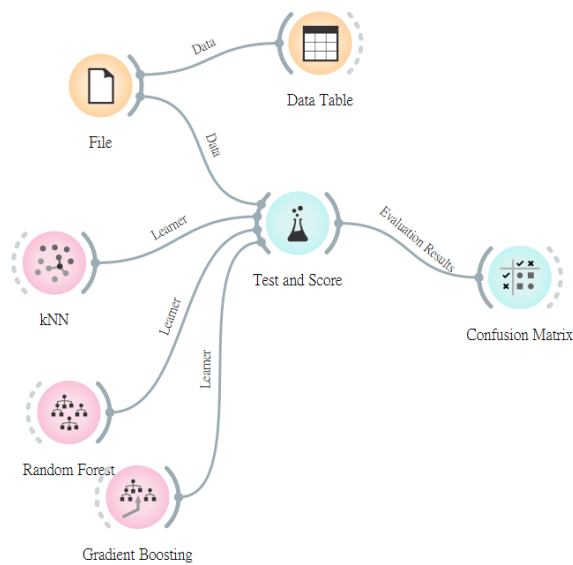 Data
Data Table
File
Data
Learner
Test and Score
Evaluation Results
Confusion Matrix
kNN
Learner
Random Forest
Learner
Gradient Boosting